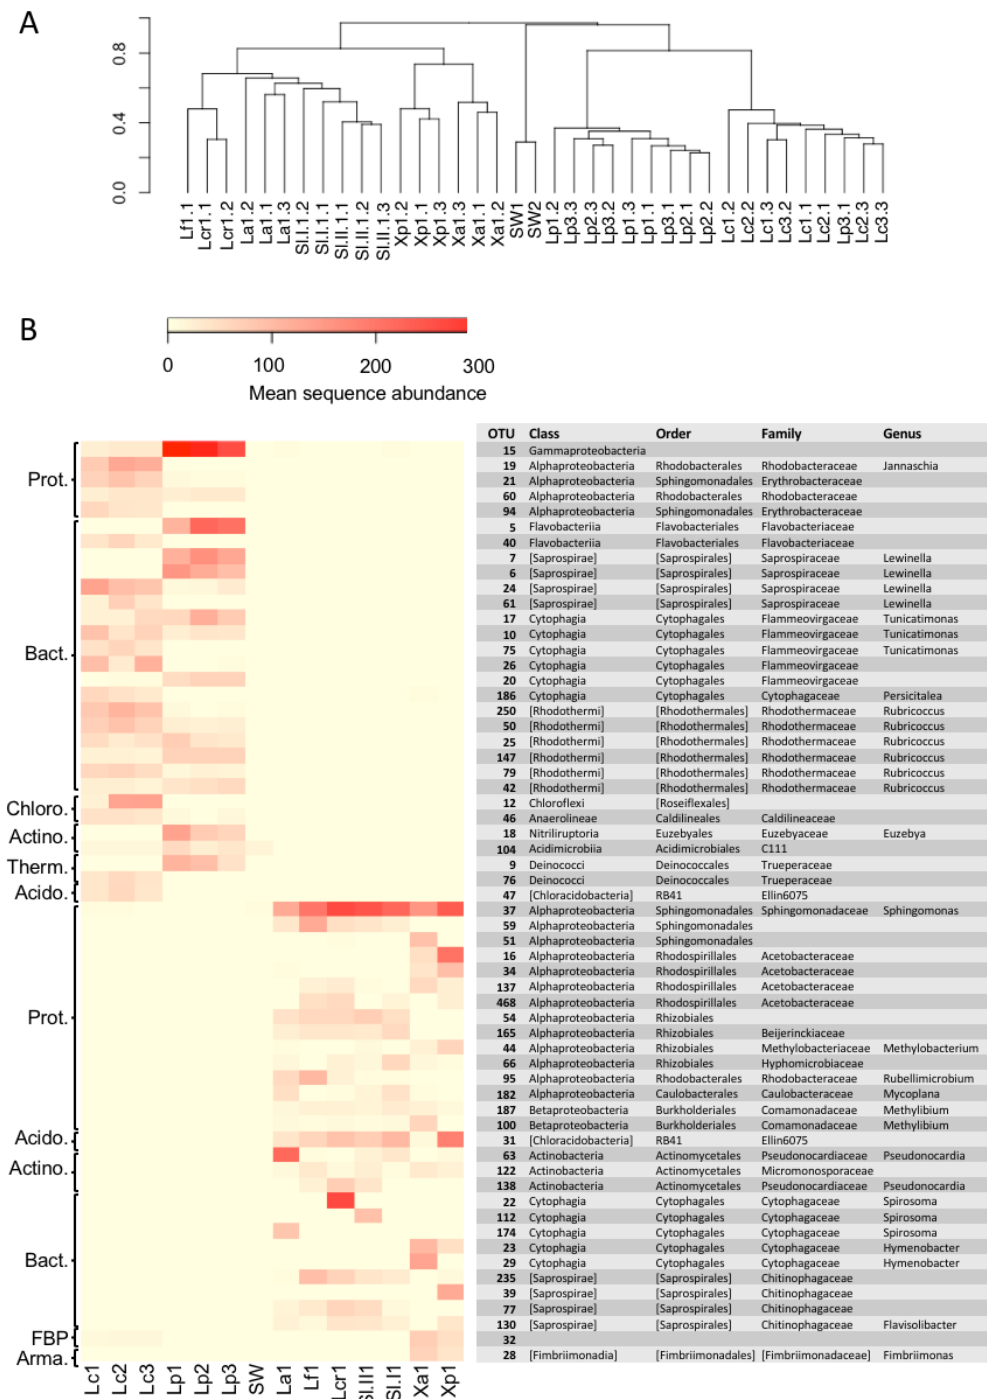 A
0.0 0.4 0.8
Lf1.1 Lcr1.1 Lcr1.2 La1.2 La1.1 La1.3 Sl.I.1.1 Sl.I.1.1 Sl.II.1.1 Sl.II.1.2 Sl.II.1.3 Xp1.2 Xp1.1 Xp1.3 Xa1.3 Xa1.1 Xa1.2 SW1 SW2 Lp1.2 Lp3.3 Lp2.3 Lp3.2 Lp1.3 Lp1.1 Lp3.1 Lp2.1 Lp2.2 Lc1.2 Lc2.2 Lc1.3 Lc3.2 Lc1.1 Lc2.1 Lp3.1 Lc2.3 Lc3.3
B
0 100 200 300
Mean sequence abundance
Prot.
Bact.
Chloro.
Actino.
Therm.
Acido.
Prot.
Acido.
Actino.
Bact.
FBP
Arma.
Lc1 Lc2 Lc3 Lp1 Lp2 Lp3 SW La1 Lf1 Lcr1 Sl.II1 Sl.I1 Xa1 Xp1
OTU Class Order Family Genus
15 Gammaproteobacteria
19 Alphaproteobacteria Rhodobacterales Rhodobacteraceae Jannaschia
21 Alphaproteobacteria Sphingomonadales Erythrobacteraceae
60 Alphaproteobacteria Rhodobacterales Rhodobacteraceae
94 Alphaproteobacteria Sphingomonadales Erythrobacteraceae
5 Flavobacteriia Flavobacteriales Flavobacteriaceae
40 Flavobacteriia Flavobacteriales Flavobacteriaceae
7 [Saprospirae] [Saprospirales] Saprospiraceae Lewinella
6 [Saprospirae] [Saprospirales] Saprospiraceae Lewinella
24 [Saprospirae] [Saprospirales] Saprospiraceae Lewinella
61 [Saprospirae] [Saprospirales] Saprospiraceae Lewinella
17 Cytophagia Cytophagales Flammeovirgaceae Tunicatimonas
10 Cytophagia Cytophagales Flammeovirgaceae Tunicatimonas
75 Cytophagia Cytophagales Flammeovirgaceae Tunicatimonas
26 Cytophagia Cytophagales Flammeovirgaceae
20 Cytophagia Cytophagales Flammeovirgaceae
186 Cytophagia Cytophagales Cytophagaceae Persicitalea
250 [Rhodothermi] [Rhodothermales] Rhodothermaceae Rubricoccus
50 [Rhodothermi] [Rhodothermales] Rhodothermaceae Rubricoccus
25 [Rhodothermi] [Rhodothermales] Rhodothermaceae Rubricoccus
147 [Rhodothermi] [Rhodothermales] Rhodothermaceae Rubricoccus
79 [Rhodothermi] [Rhodothermales] Rhodothermaceae Rubricoccus
42 [Rhodothermi] [Rhodothermales] Rhodothermaceae Rubricoccus
12 Chloroflexi [Roseiflexales]
46 Anaerolineae Caldilineales Caldilineaceae
18 Nitriliruptoria Euzebyales Euzebyaceae Euzebya
104 Acidimicrobiia Acidimicrobiales C111
9 Deinococci Deinococcales Trueperaceae
76 Deinococci Deinococcales Trueperaceae
47 [Chloracidobacteria] RB41 Ellin6075
37 Alphaproteobacteria Sphingomonadales Sphingomonadaceae Sphingomonas
59 Alphaproteobacteria Sphingomonadales
51 Alphaproteobacteria Sphingomonadales
16 Alphaproteobacteria Rhodospirillales Acetobacteraceae
34 Alphaproteobacteria Rhodospirillales Acetobacteraceae
137 Alphaproteobacteria Rhodospirillales Acetobacteraceae
468 Alphaproteobacteria Rhodospirillales Acetobacteraceae
54 Alphaproteobacteria Rhizobiales
165 Alphaproteobacteria Rhizobiales Beijerinckiaceae
44 Alphaproteobacteria Rhizobiales Methylobacteriaceae Methylobacterium
66 Alphaproteobacteria Rhizobiales Hyphomicrobiaceae
95 Alphaproteobacteria Rhodobacterales Rhodobacteraceae Rubellimicrobium
182 Alphaproteobacteria Caulobacterales Caulobacteraceae Mycoplana
187 Betaproteobacteria Burkholderiales Comamonadaceae Methylibium
100 Betaproteobacteria Burkholderiales Comamonadaceae Methylibium
31 [Chloracidobacteria] RB41 Ellin6075
63 Actinobacteria Actinomycetales Pseudonocardiaceae Pseudonocardia
122 Actinobacteria Actinomycetales Micromonosporaceae
138 Actinobacteria Actinomycetales Pseudonocardiaceae Pseudonocardia
22 Cytophagia Cytophagales Cytophagaceae Spirosoma
112 Cytophagia Cytophagales Cytophagaceae Spirosoma
174 Cytophagia Cytophagales Cytophagaceae Spirosoma
23 Cytophagia Cytophagales Cytophagaceae Hymenobacter
29 Cytophagia Cytophagales Cytophagaceae Hymenobacter
235 [Saprospirae] [Saprospirales] Chitinophagaceae
39 [Saprospirae] [Saprospirales] Chitinophagaceae
77 [Saprospirae] [Saprospirales] Chitinophagaceae
130 [Saprospirae] [Saprospirales] Chitinophagaceae Flavisolibacter
32
28 [Fimbriimonadia] [Fimbriimonadales] [Fimbriimonadaceae] Fimbriimonas